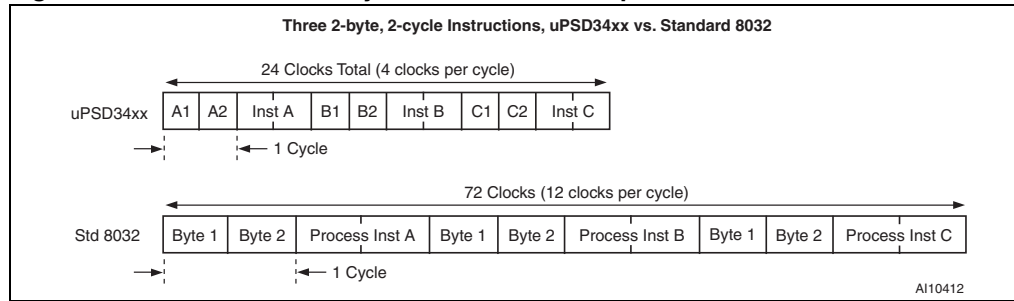 Three 2-byte, 2-cycle Instructions, uPSD34xx vs. Standard 8032
24 Clocks Total (4 clocks per cycle)
uPSD34xx A1 A2 Inst A B1 B2 Inst B C1 C2 Inst C
1 Cycle
72 Clocks (12 clocks per cycle)
Std 8032 Byte 1 Byte 2 Process Inst A Byte 1 Byte 2 Process Inst B Byte 1 Byte 2 Process Inst C
1 Cycle
AI10412